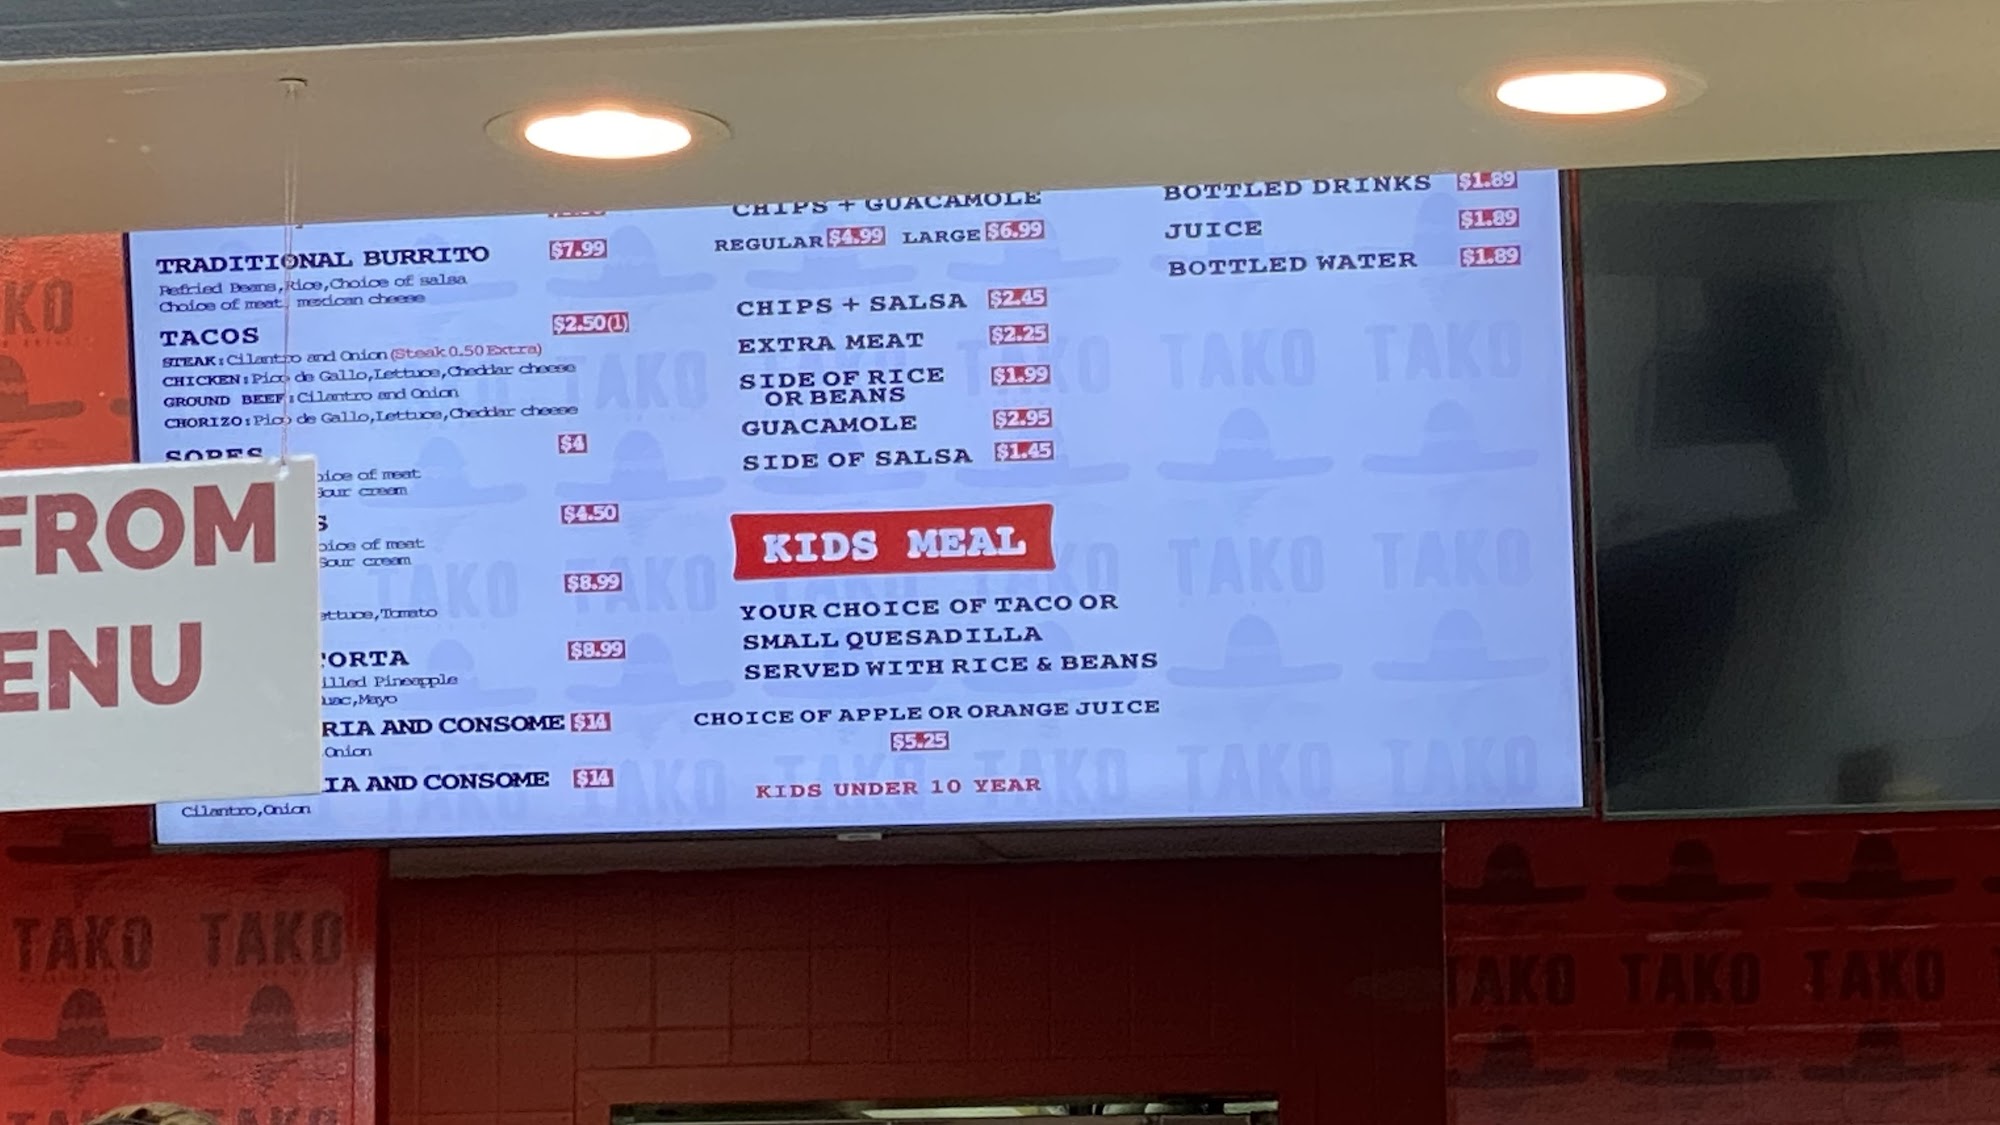 TRADITIONAL BURRITO $7.99
Refried Beans,Rice,Choice of salsa
Choice of meat, mexican cheese
TACOS $2.50(1)
STEAK:Cilantro and Onion (Steak 0.50 Extra)
CHICKEN:Pico de Gallo,Lettuce,Cheddar cheese
GROUND BEEF:Cilantro and Onion
CHORIZO:Pico de Gallo,Lettuce,Cheddar cheese
SOPES $4
oice of meat
Sour cream
S $4.50
oice of meat
Sour cream
$8.99
ettuce,Tomato
TORTA $8.99
illed Pineapple
uac,Mayo
RIA AND CONSOME $14
Onion
IA AND CONSOME $14
Cilantro,Onion
CHIPS + GUACAMOLE
REGULAR $4.99 LARGE $6.99
CHIPS + SALSA $2.45
EXTRA MEAT $2.25
SIDE OF RICE $1.99
OR BEANS
GUACAMOLE $2.95
SIDE OF SALSA $1.45
KIDS MEAL
YOUR CHOICE OF TACO OR
SMALL QUESADILLA
SERVED WITH RICE & BEANS
CHOICE OF APPLE OR ORANGE JUICE
$5.25
KIDS UNDER 10 YEAR
BOTTLED DRINKS $1.89
JUICE $1.89
BOTTLED WATER $1.89
FROM
ENU
TAKO TAKO
TAKO TAKO TAKO